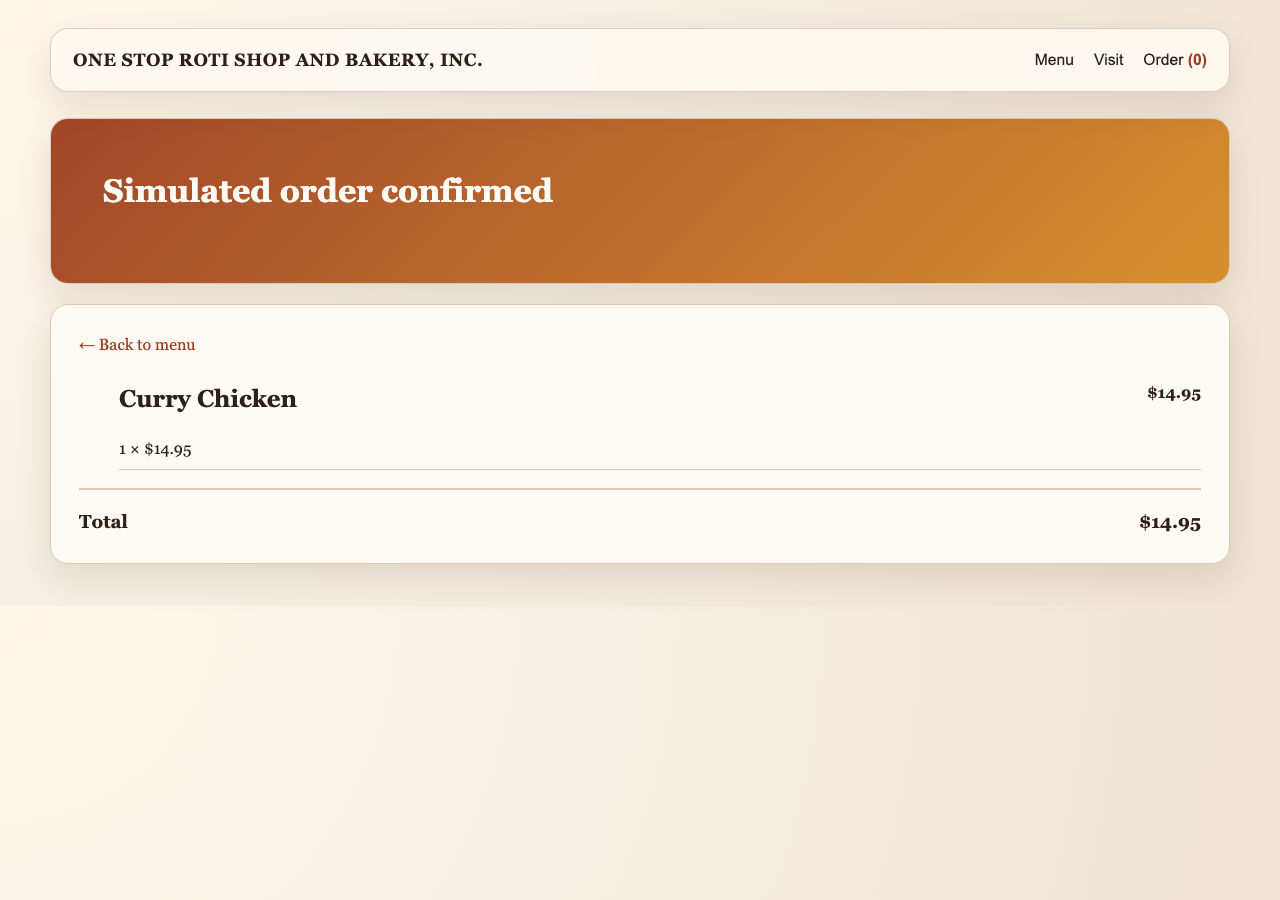 ONE STOP ROTI SHOP AND BAKERY, INC.
Menu Visit Order (0)
Simulated order confirmed
← Back to menu
Curry Chicken $14.95
1 × $14.95
Total $14.95